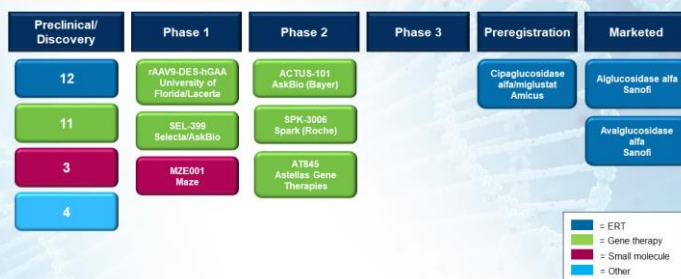 Preclinical/
Discovery
Phase 1
Phase 2
Phase 3
Preregistration
Marketed
12
11
3
4
rAAV9-DES-hGAA
University of
Florida/Lacerta
SEL-399
Selecta/AskBio
MZE001
Maze
ACTUS-101
AskBio (Bayer)
SPK-3006
Spark (Roche)
AT845
Astellas Gene
Therapies
Cipaglucosidase
alfa/miglustat
Amicus
Alglucosidase alfa
Sanofi
Avalglucosidase
alfa
Sanofi
= ERT
= Gene therapy
= Small molecule
= Other